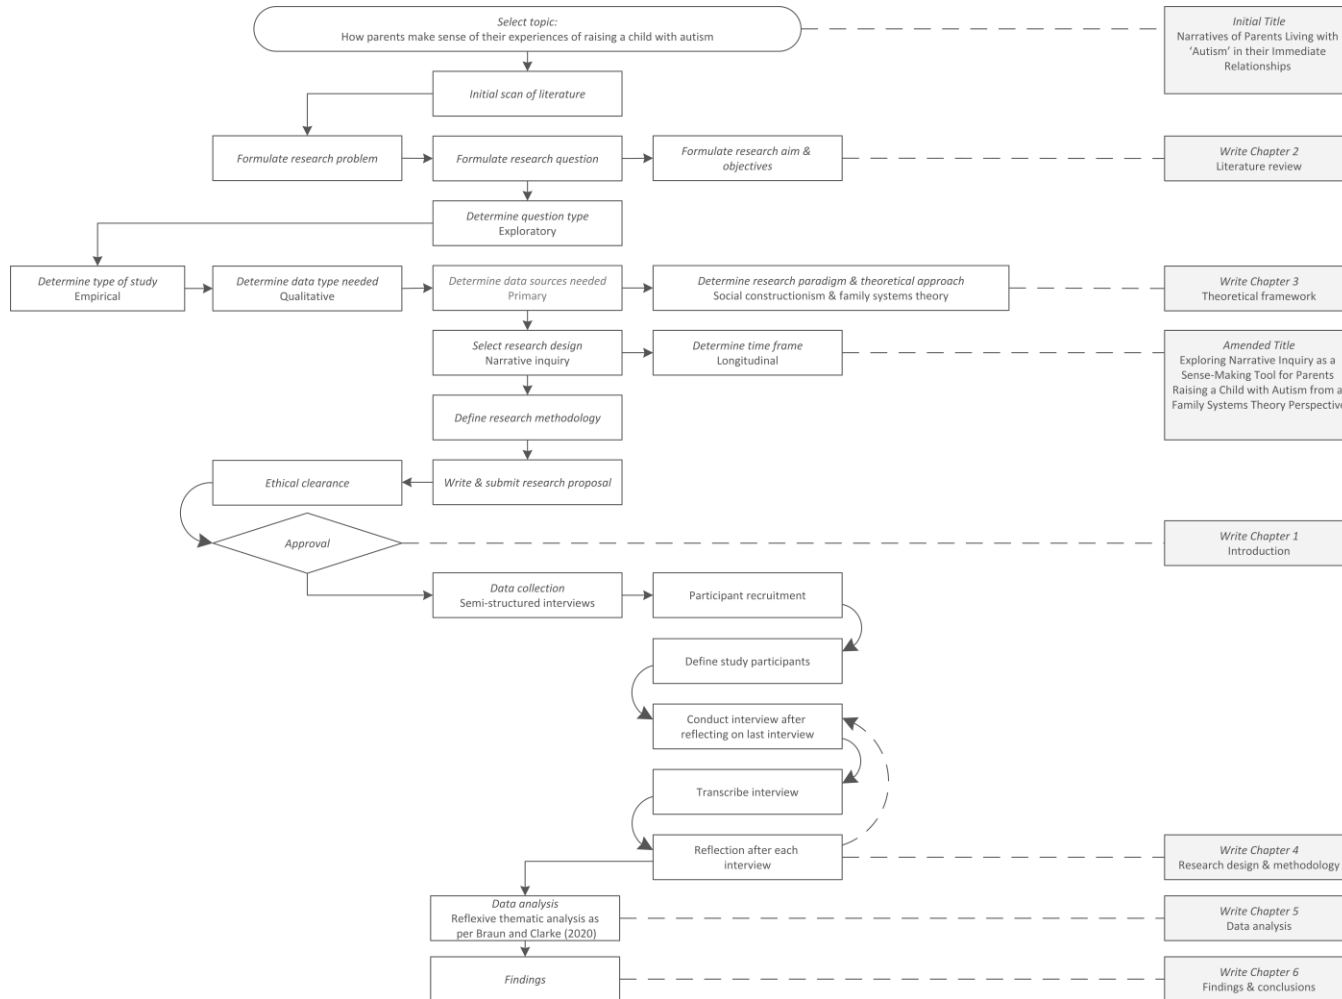 Select topic:
How parents make sense of their experiences of raising a child with autism
Initial Title
Narratives of Parents Living with
‘Autism’ in their Immediate
Relationships
Initial scan of literature
Formulate research problem
Formulate research question
Formulate research aim &
objectives
Write Chapter 2
Literature review
Determine question type
Exploratory
Determine type of study
Empirical
Determine data type needed
Qualitative
Determine data sources needed
Primary
Determine research paradigm & theoretical approach
Social constructionism & family systems theory
Write Chapter 3
Theoretical framework
Select research design
Narrative inquiry
Determine time frame
Longitudinal
Amended Title
Exploring Narrative Inquiry as a
Sense-Making Tool for Parents
Raising a Child with Autism from a
Family Systems Theory Perspective
Define research methodology
Ethical clearance
Write & submit research proposal
Approval
Write Chapter 1
Introduction
Data collection
Semi-structured interviews
Participant recruitment
Define study participants
Conduct interview after
reflecting on last interview
Transcribe interview
Reflection after each
interview
Write Chapter 4
Research design & methodology
Data analysis
Reflexive thematic analysis as
per Braun and Clarke (2020)
Write Chapter 5
Data analysis
Findings
Write Chapter 6
Findings & conclusions